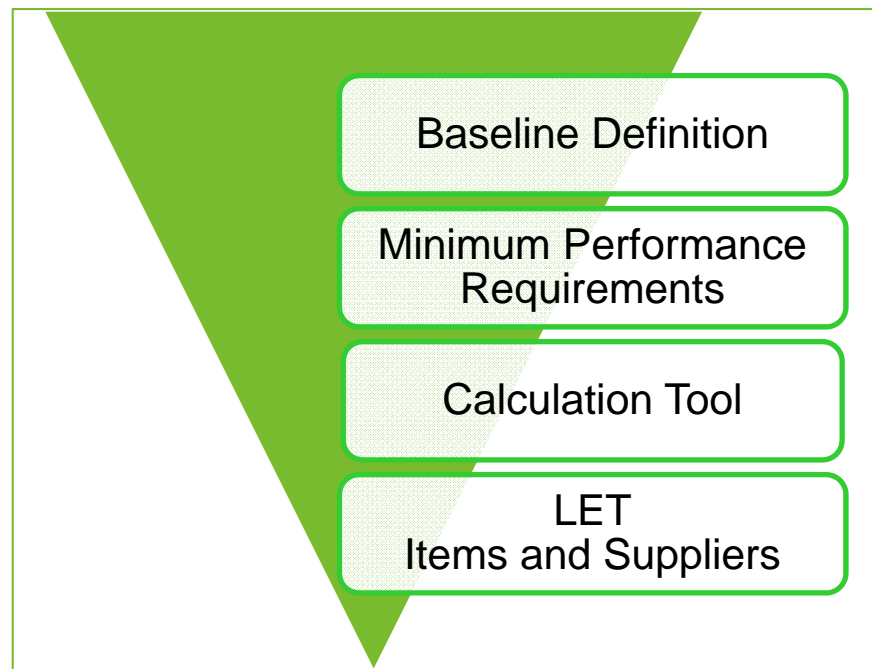 Baseline Definition
Minimum Performance
Requirements
Calculation Tool
LET
Items and Suppliers